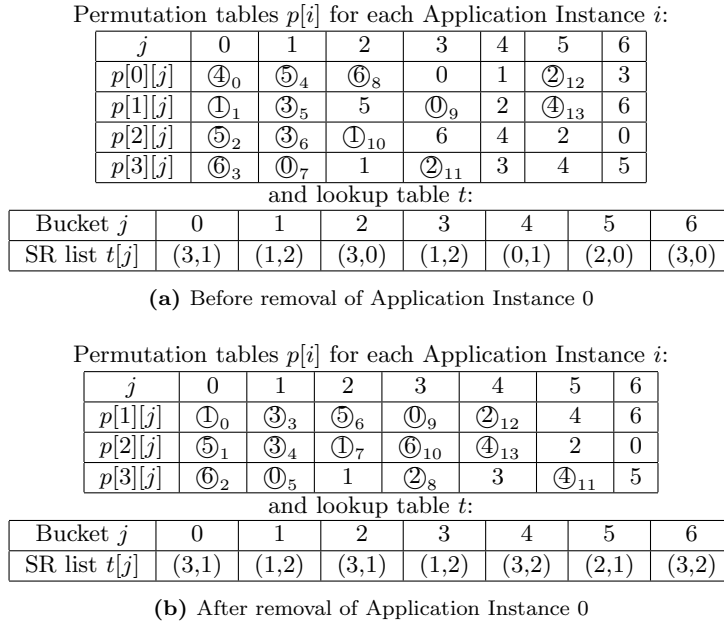 Permutation tables p[i] for each Application Instance i:
j 0 1 2 3 4 5 6
p[0][j] ④₀ ⑤₄ ⑥₈ 0 1 ②₁₂ 3
p[1][j] ①₁ ③₅ 5 ⓪₉ 2 ④₁₃ 6
p[2][j] ⑤₂ ③₆ ①₁₀ 6 4 2 0
p[3][j] ⑥₃ ⓪₇ 1 ②₁₁ 3 4 5
and lookup table t:
Bucket j 0 1 2 3 4 5 6
SR list t[j] (3,1) (1,2) (3,0) (1,2) (0,1) (2,0) (3,0)
(a) Before removal of Application Instance 0
Permutation tables p[i] for each Application Instance i:
j 0 1 2 3 4 5 6
p[1][j] ①₀ ③₃ ⑤₆ ⓪₉ ②₁₂ 4 6
p[2][j] ⑤₁ ③₄ ①₇ ⑥₁₀ ④₁₃ 2 0
p[3][j] ⑥₂ ⓪₅ 1 ②₈ 3 ④₁₁ 5
and lookup table t:
Bucket j 0 1 2 3 4 5 6
SR list t[j] (3,1) (1,2) (3,1) (1,2) (3,2) (2,1) (3,2)
(b) After removal of Application Instance 0